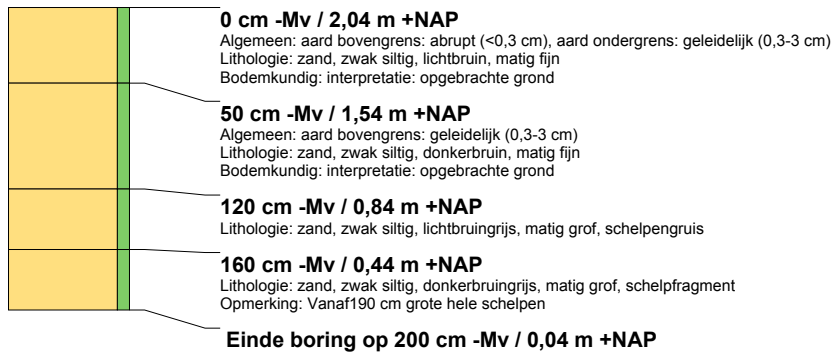 0 cm -Mv / 2,04 m +NAP
Algemeen: aard bovengrens: abrupt (<0,3 cm), aard ondergrens: geleidelijk (0,3-3 cm)
Lithologie: zand, zwak siltig, lichtbruin, matig fijn
Bodemkundig: interpretatie: opgebrachte grond
50 cm -Mv / 1,54 m +NAP
Algemeen: aard bovengrens: geleidelijk (0,3-3 cm)
Lithologie: zand, zwak siltig, donkerbruin, matig fijn
Bodemkundig: interpretatie: opgebrachte grond
120 cm -Mv / 0,84 m +NAP
Lithologie: zand, zwak siltig, lichtbruingrijs, matig grof, schelpengruis
160 cm -Mv / 0,44 m +NAP
Lithologie: zand, zwak siltig, donkerbruingrijs, matig grof, schelpfragment
Opmerking: Vanaf190 cm grote hele schelpen
Einde boring op 200 cm -Mv / 0,04 m +NAP